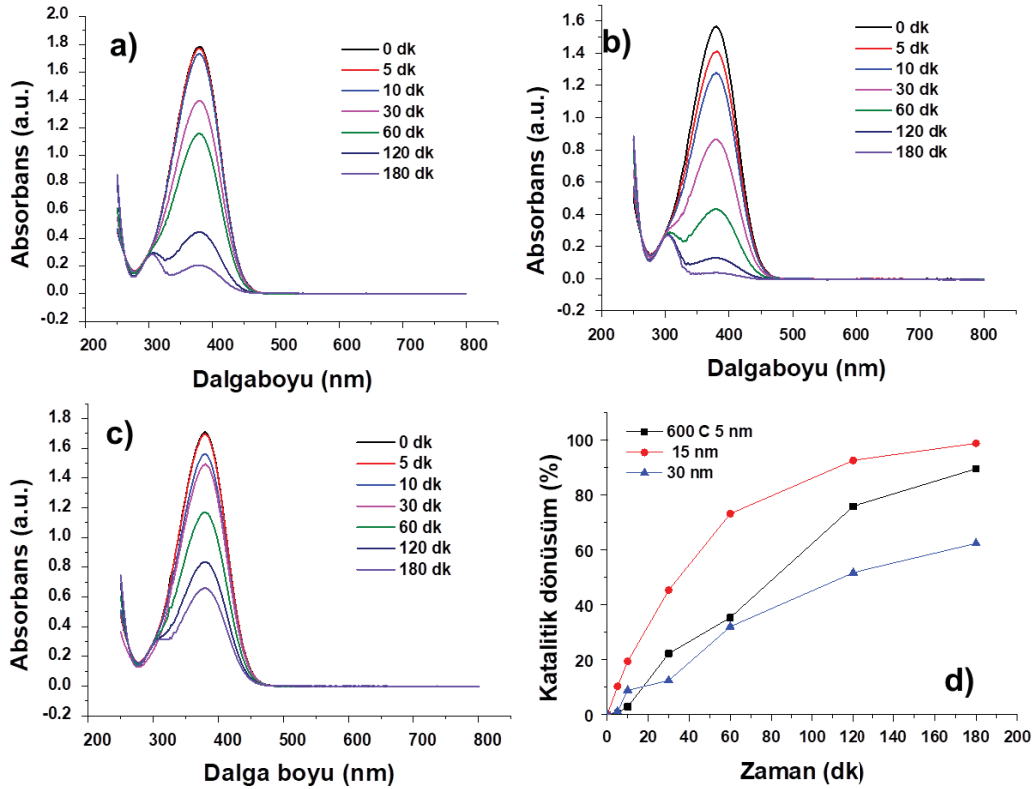 a)
2.0
1.8
1.6
1.4
1.2
1.0
0.8
0.6
0.4
0.2
0.0
-0.2
Absorbans (a.u.)
0 dk
5 dk
10 dk
30 dk
60 dk
120 dk
180 dk
200 300 400 500 600 700 800
Dalgaboyu (nm)
b)
1.6
1.4
1.2
1.0
0.8
0.6
0.4
0.2
0.0
-0.2
Absorbans (a.u.)
0 dk
5 dk
10 dk
30 dk
60 dk
120 dk
180 dk
200 300 400 500 600 700 800
Dalgaboyu (nm)
c)
1.8
1.6
1.4
1.2
1.0
0.8
0.6
0.4
0.2
0.0
-0.2
Absorbans (a.u.)
0 dk
5 dk
10 dk
30 dk
60 dk
120 dk
180 dk
200 300 400 500 600 700 800
Dalga boyu (nm)
600 C 5 nm
15 nm
30 nm
100
80
60
40
20
0
Katalitik dönüsüm (%)
d)
0 20 40 60 80 100 120 140 160 180 200
Zaman (dk)